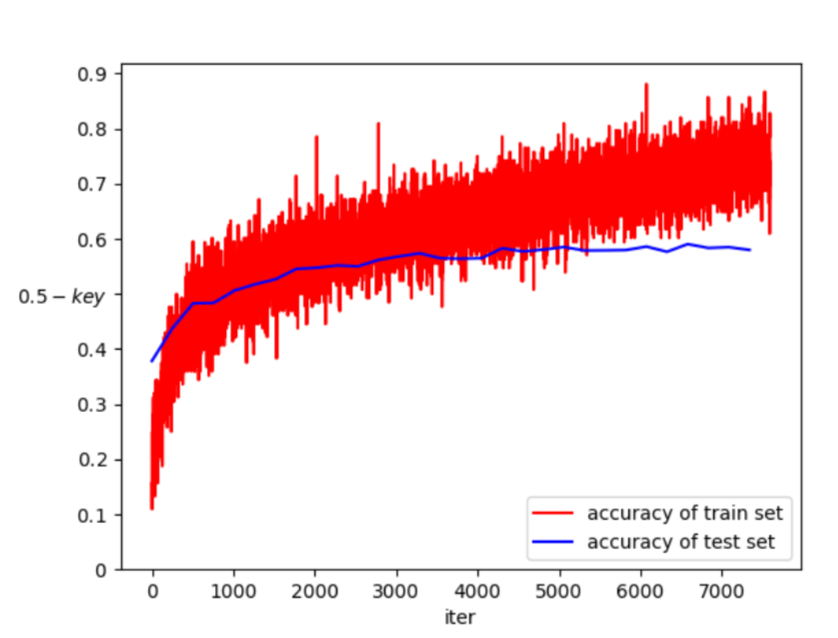 0.9
0.8
0.7
0.6
0.5 − key
0.4
0.3
0.2
0.1
0
accuracy of train set
accuracy of test set
0 1000 2000 3000 4000 5000 6000 7000
iter